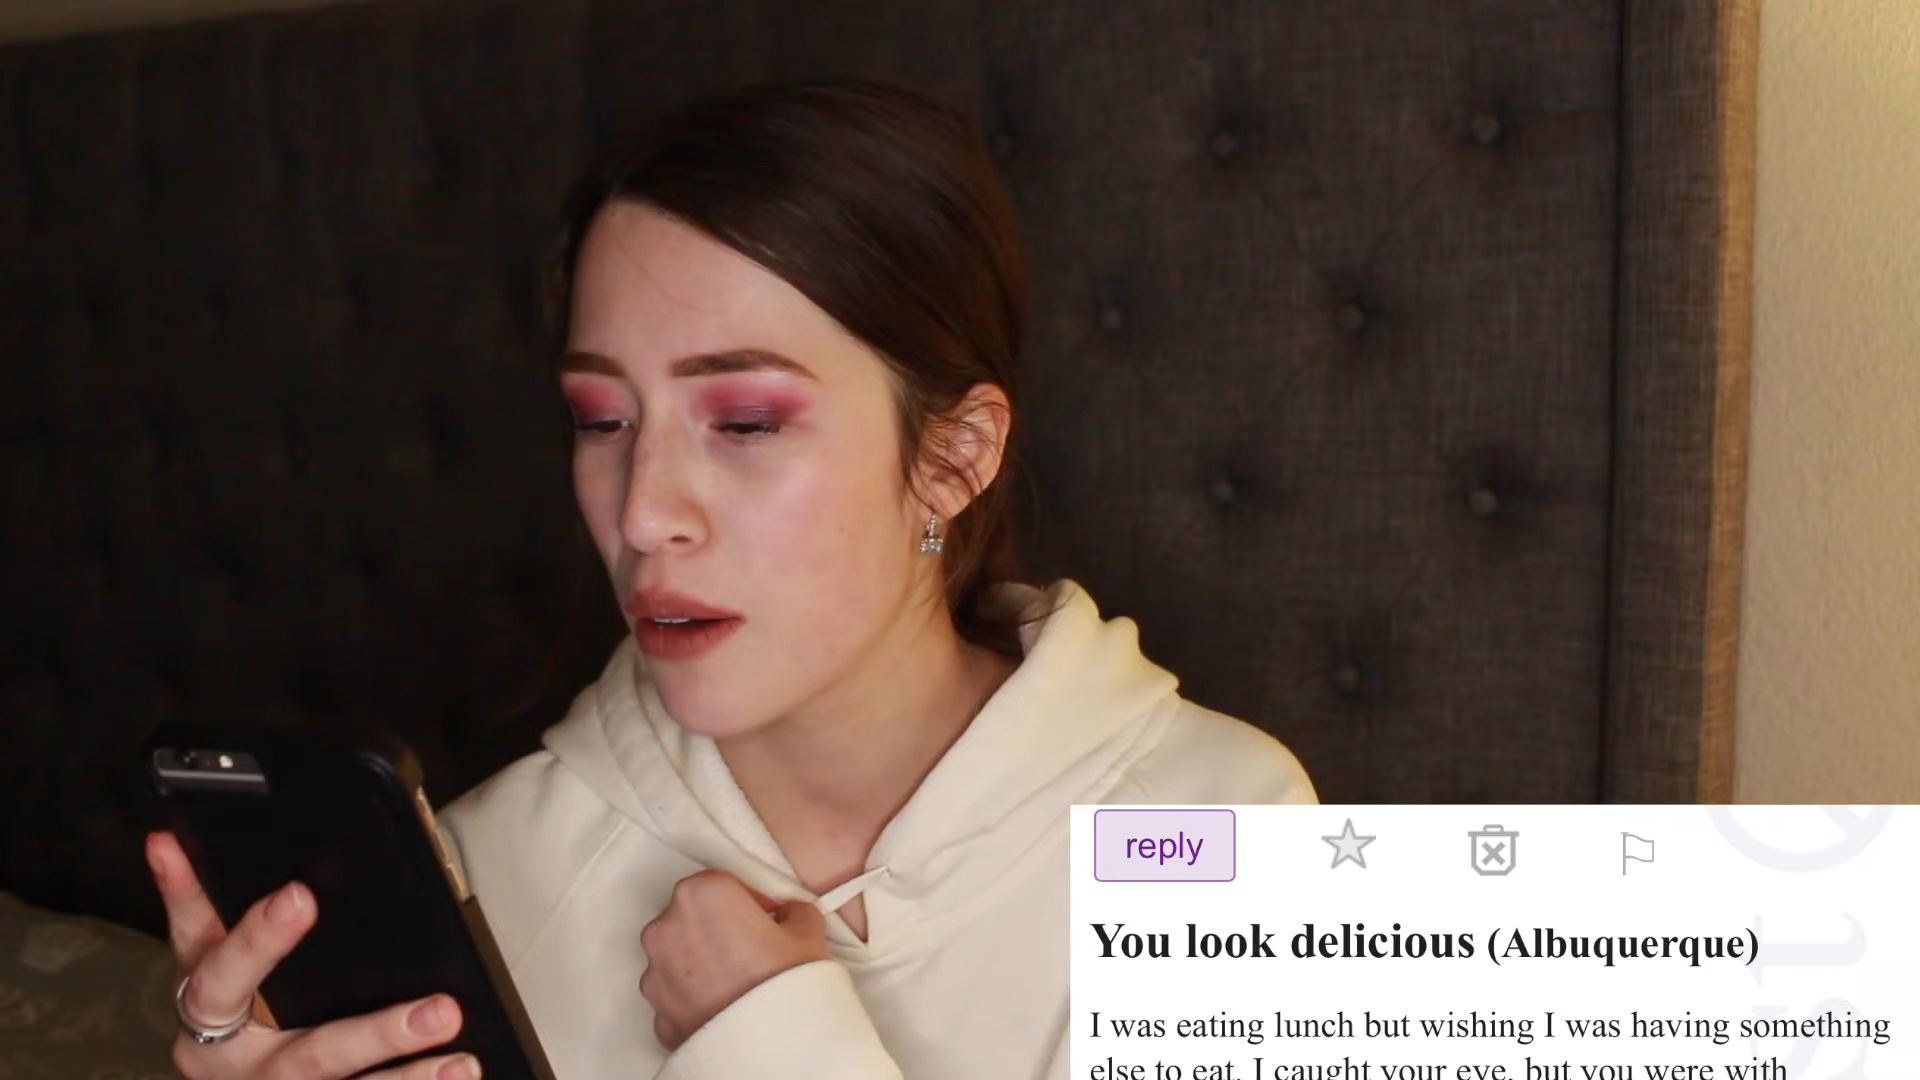 reply
You look delicious (Albuquerque)
I was eating lunch but wishing I was having something
else to eat. I caught your eye, but you were with